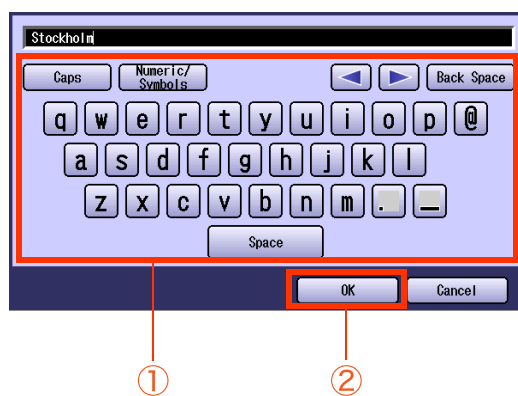 Stockholm
Caps Numeric/ Symbols Back Space
q w e r t y u i o p @
a s d f g h j k l
z x c v b n m . _
Space
OK Cancel
① ②